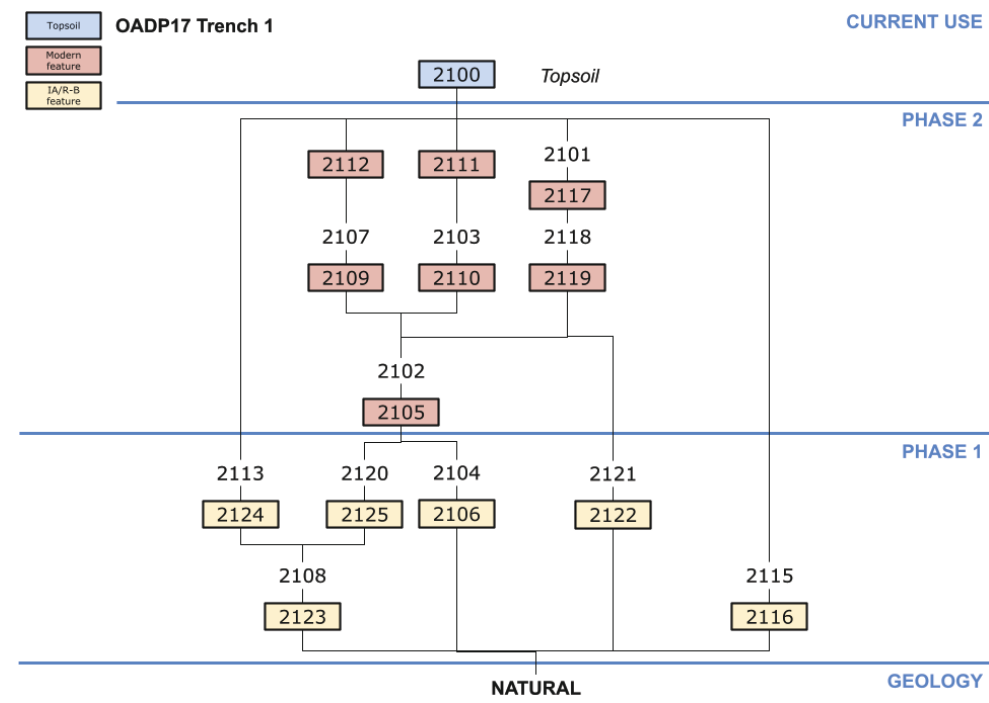 Topsoil
OADP17 Trench 1
CURRENT USE
Modern
feature
IA/R-B
feature
2100
Topsoil
PHASE 2
2112
2111
2101
2117
2107
2103
2118
2109
2110
2119
2102
2105
PHASE 1
2113
2120
2104
2121
2124
2125
2106
2122
2108
2115
2123
2116
GEOLOGY
NATURAL